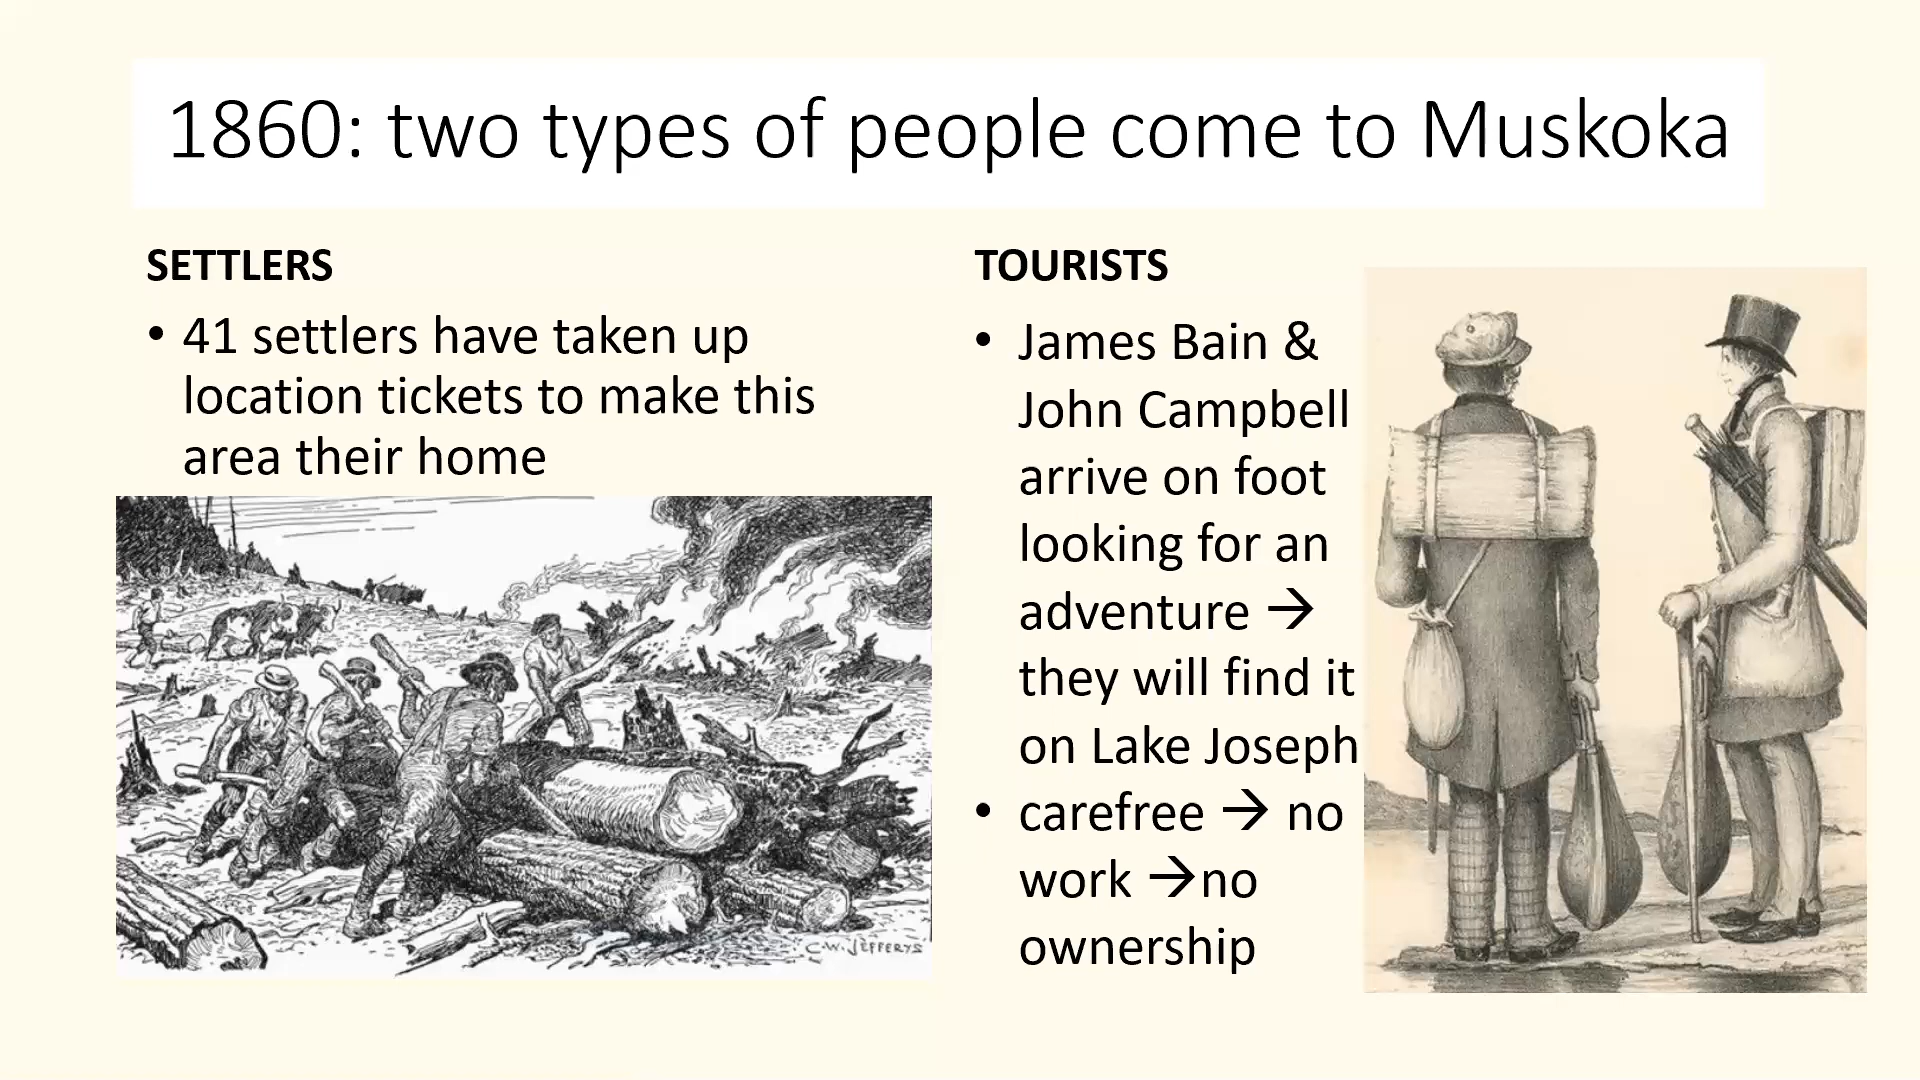 1860: two types of people come to Muskoka
SETTLERS
• 41 settlers have taken up
location tickets to make this
area their home
C.W. JEFFERYS
TOURISTS
• James Bain &
John Campbell
arrive on foot
looking for an
adventure →
they will find it
on Lake Joseph
• carefree → no
work →no
ownership